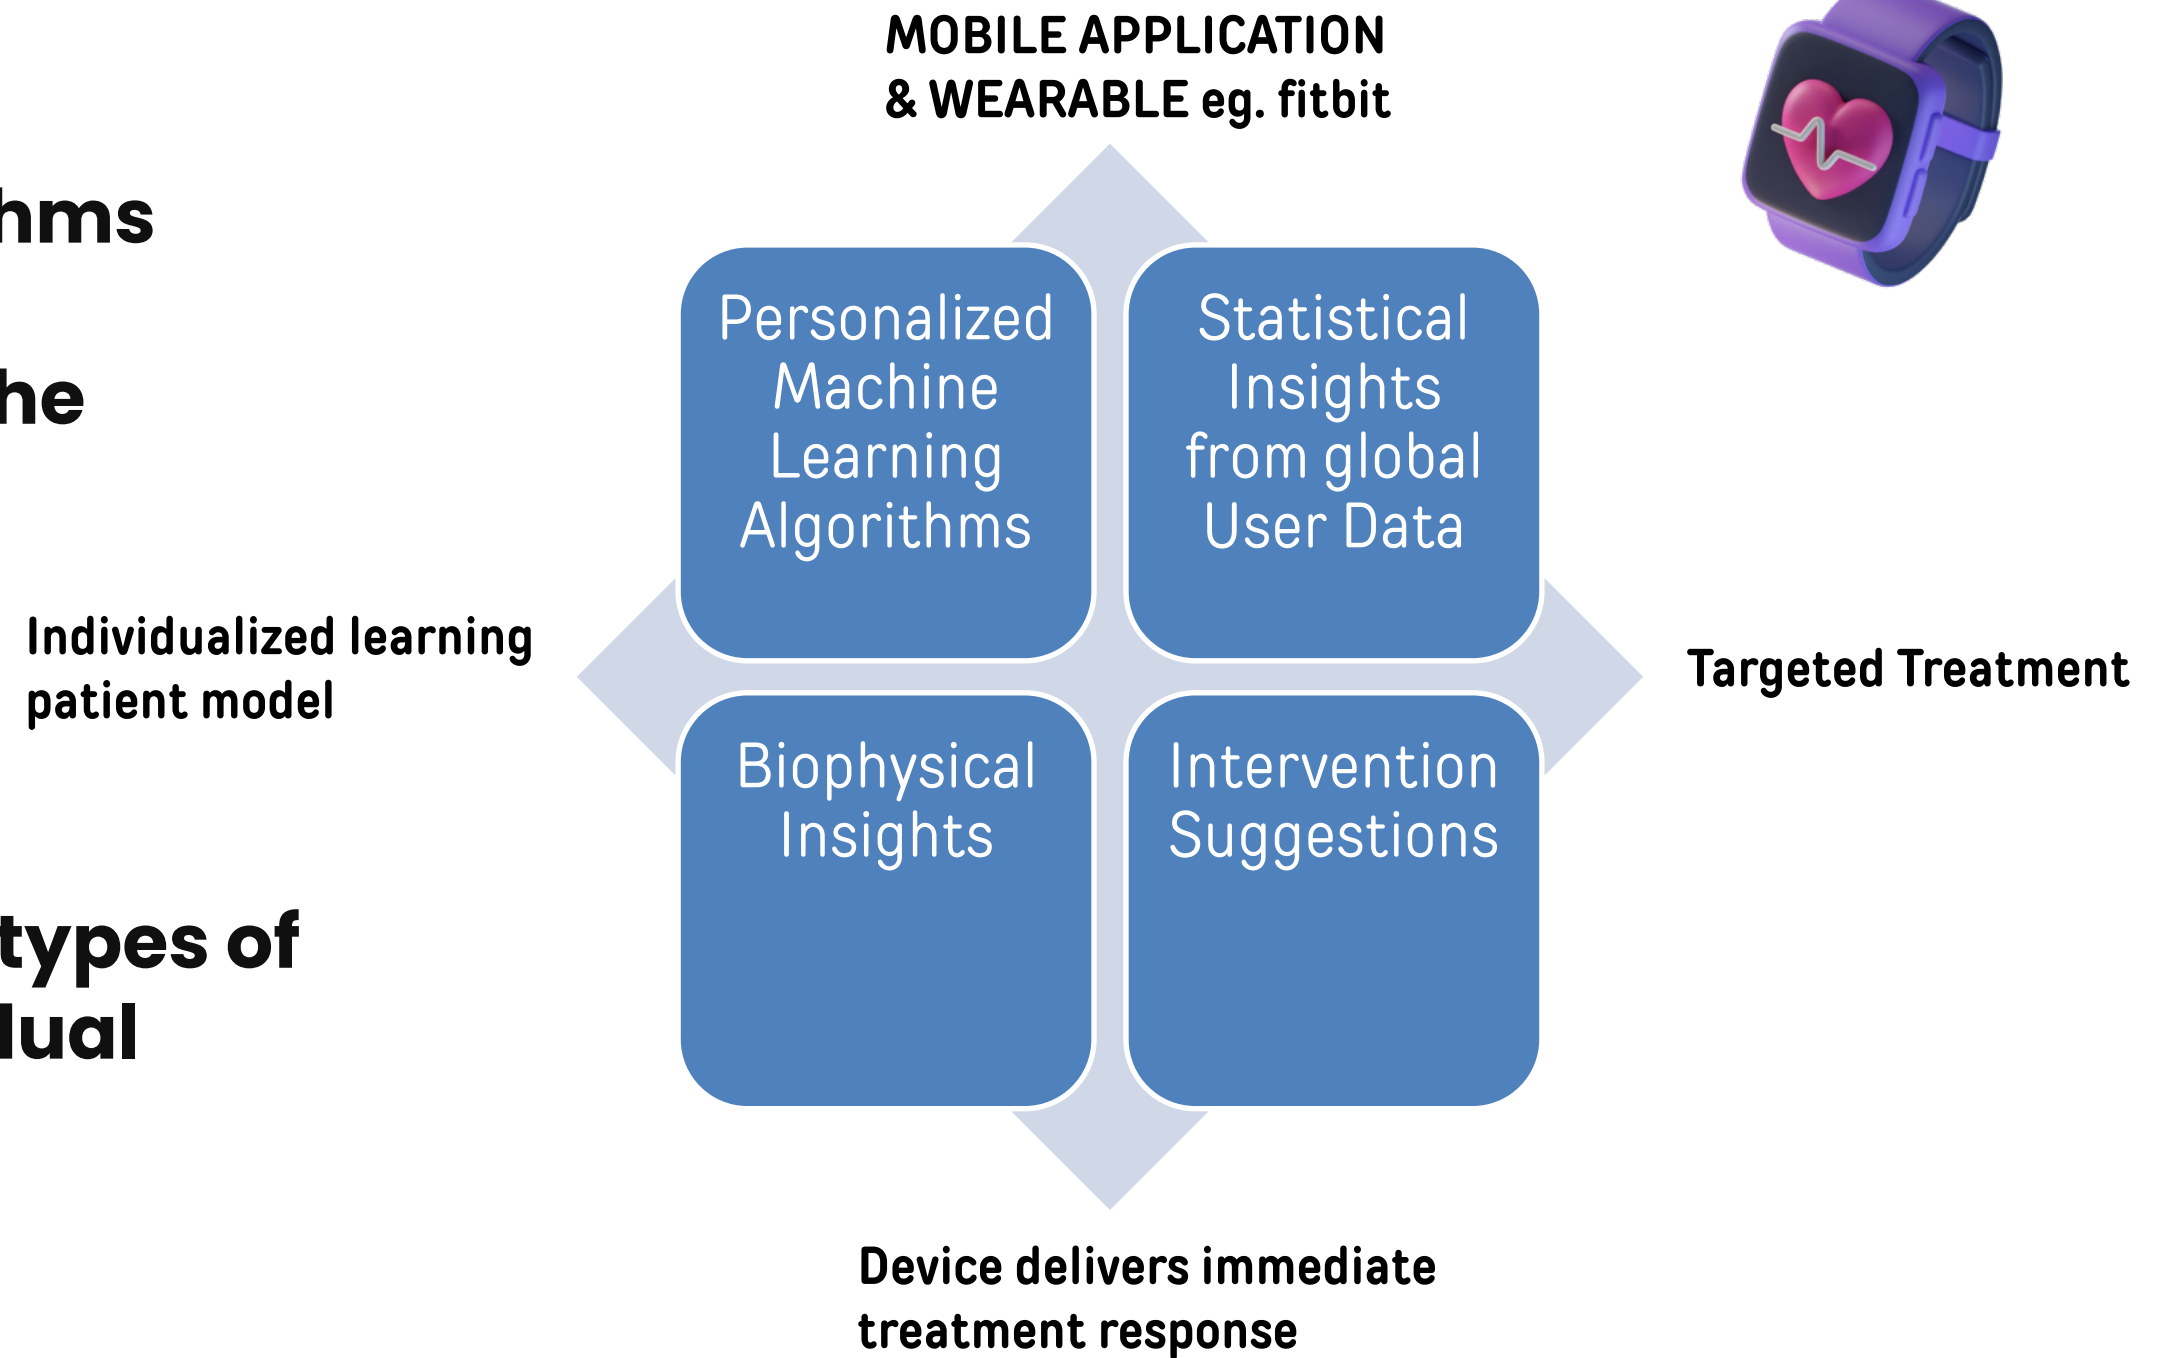 MOBILE APPLICATION
& WEARABLE eg. fitbit
hms
he
types of
dual
Individualized learning
patient model
Personalized
Machine
Learning
Algorithms
Statistical
Insights
from global
User Data
Biophysical
Insights
Intervention
Suggestions
Targeted Treatment
Device delivers immediate
treatment response